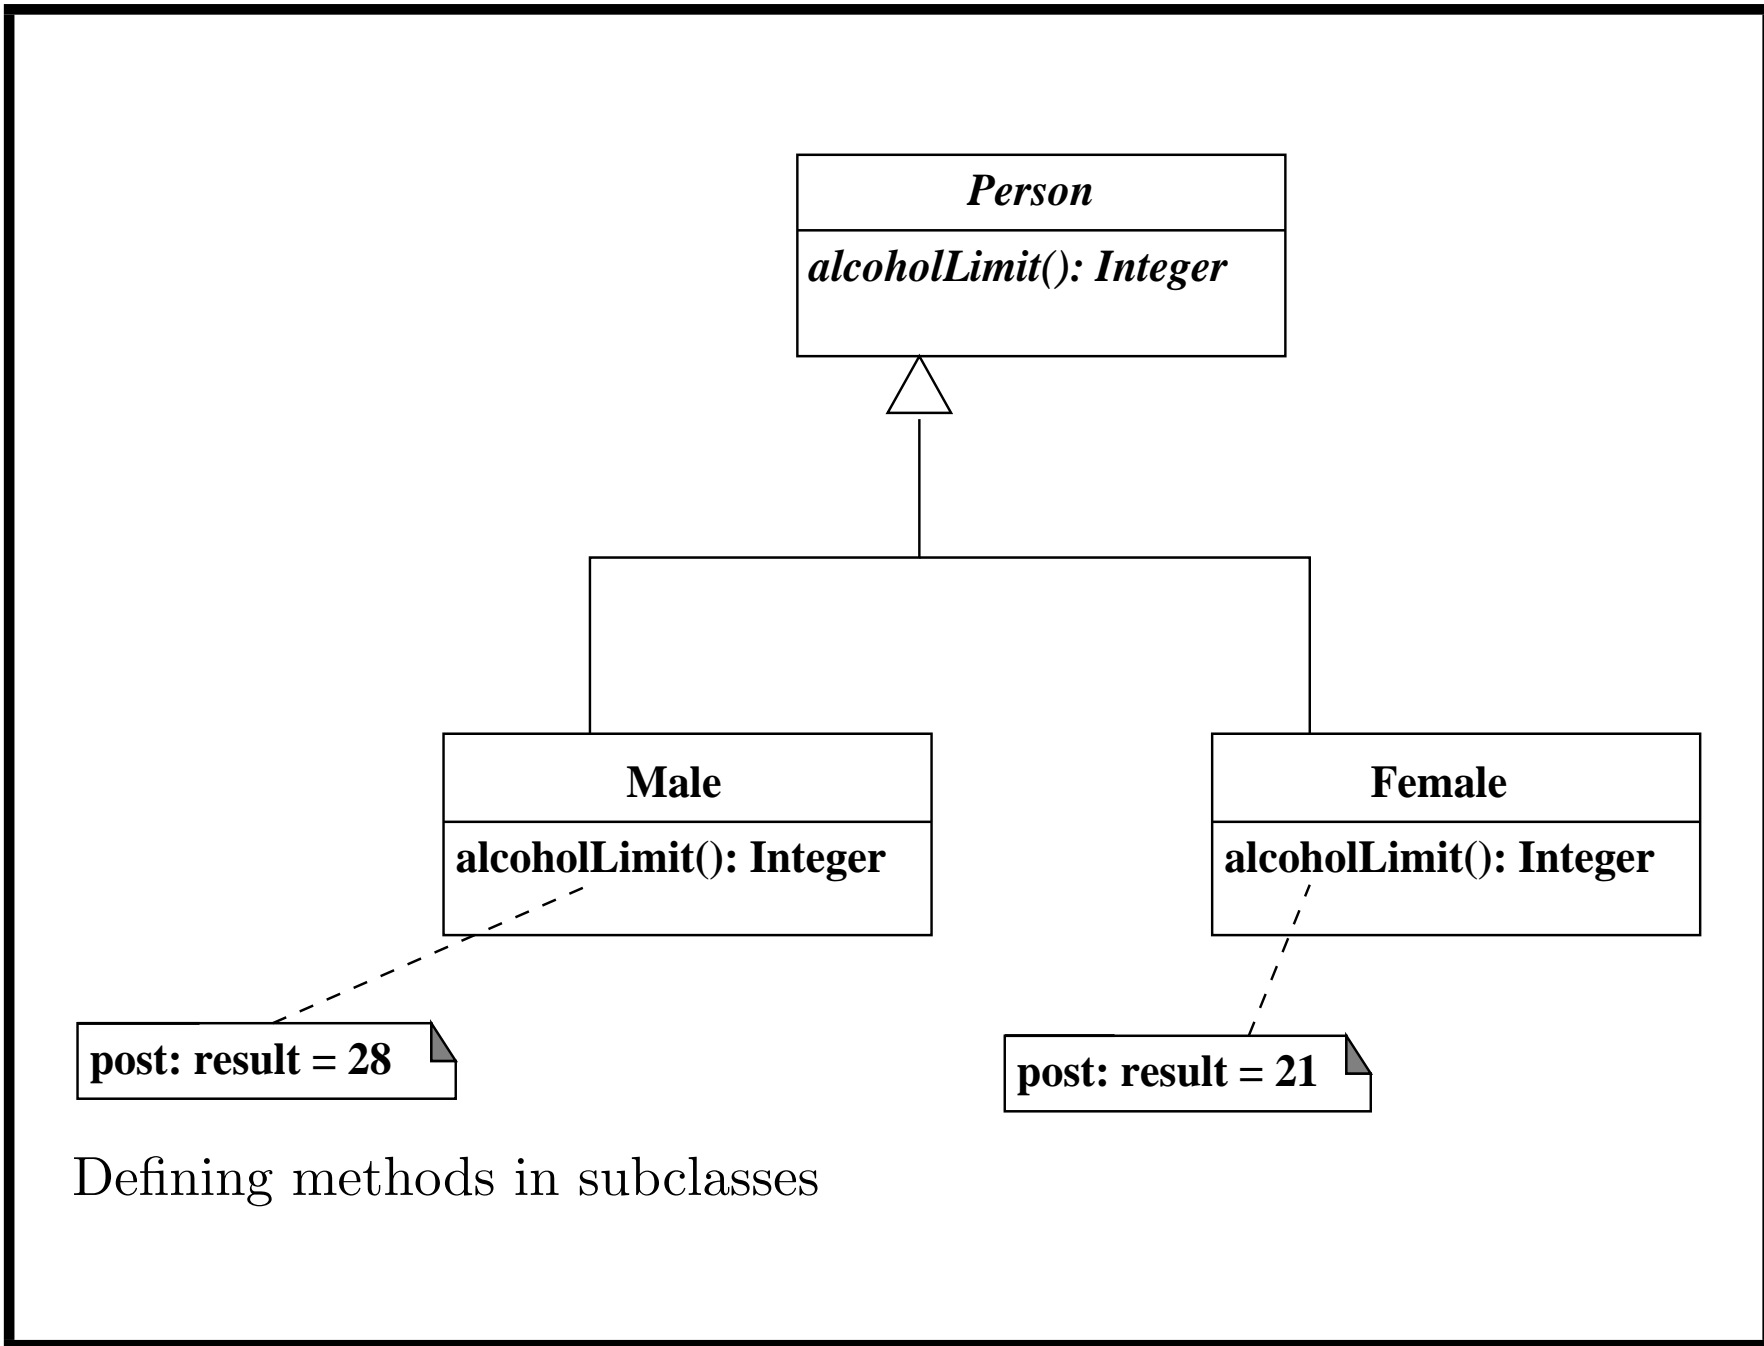 Person
alcoholLimit(): Integer
Male
alcoholLimit(): Integer
Female
alcoholLimit(): Integer
post: result = 28
post: result = 21
Defining methods in subclasses